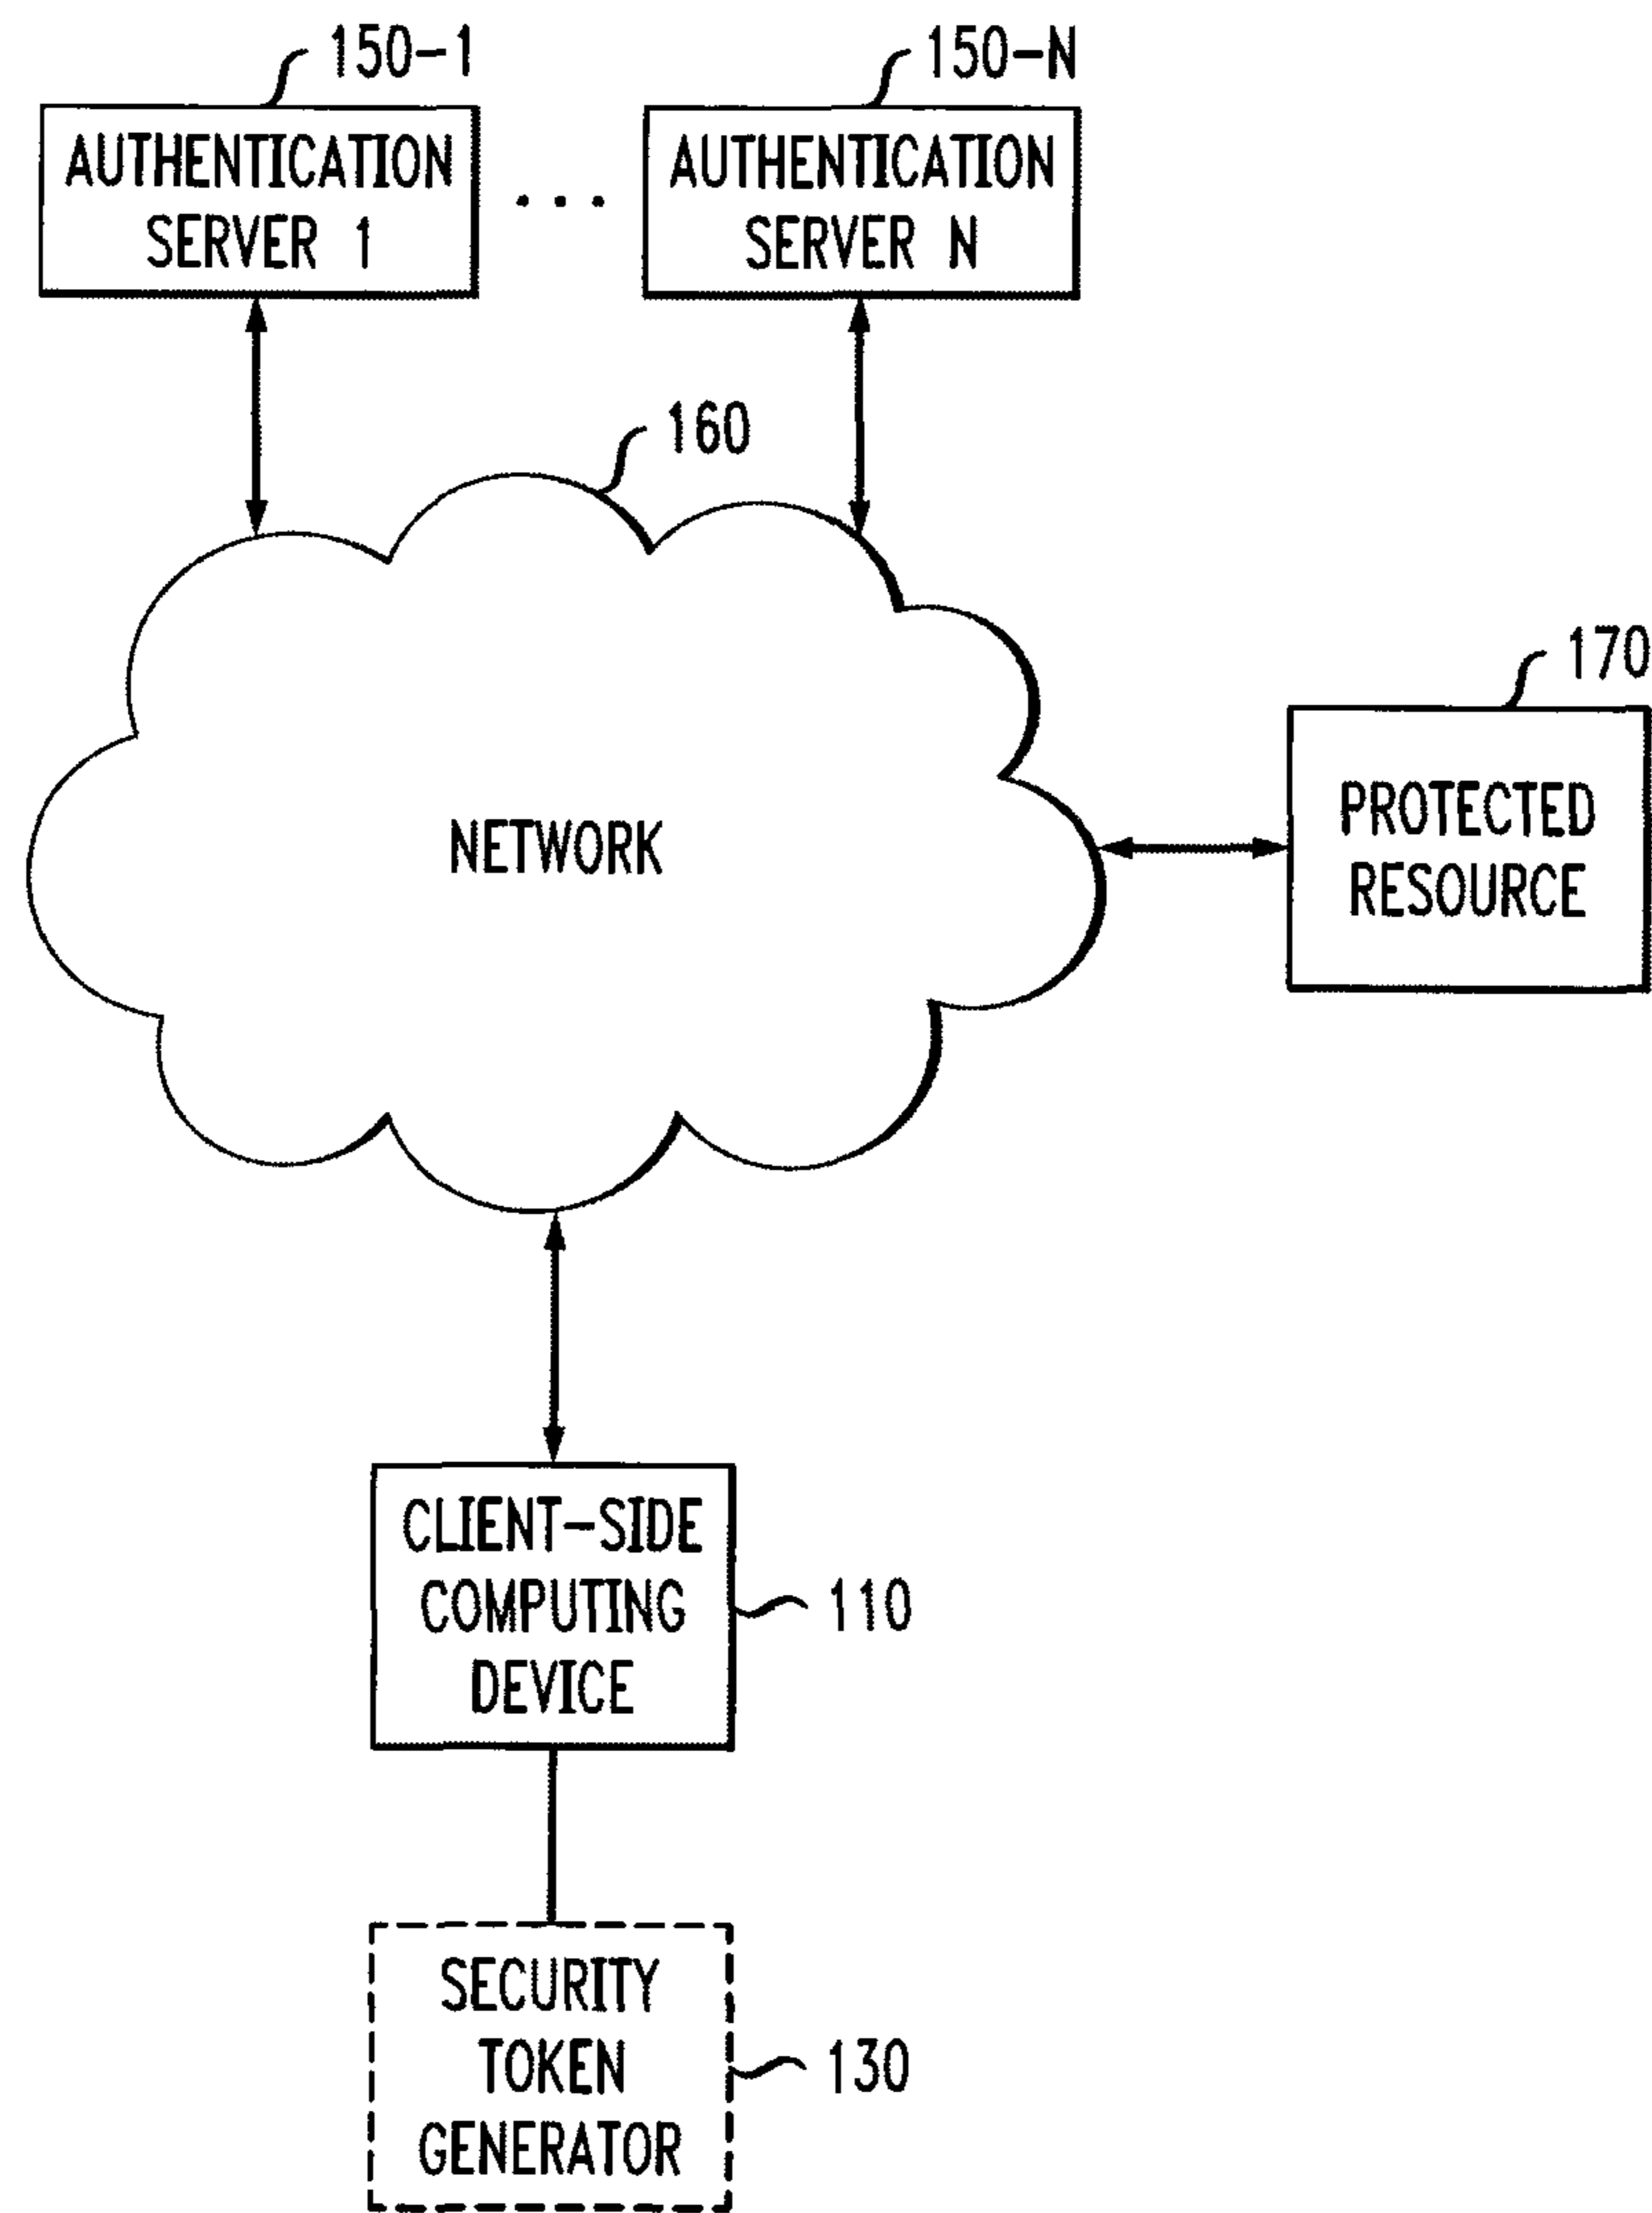 150-1
150-N
AUTHENTICATION
SERVER 1
...
AUTHENTICATION
SERVER N
160
170
NETWORK
PROTECTED
RESOURCE
CLIENT-SIDE
COMPUTING
DEVICE
110
SECURITY
TOKEN
GENERATOR
130